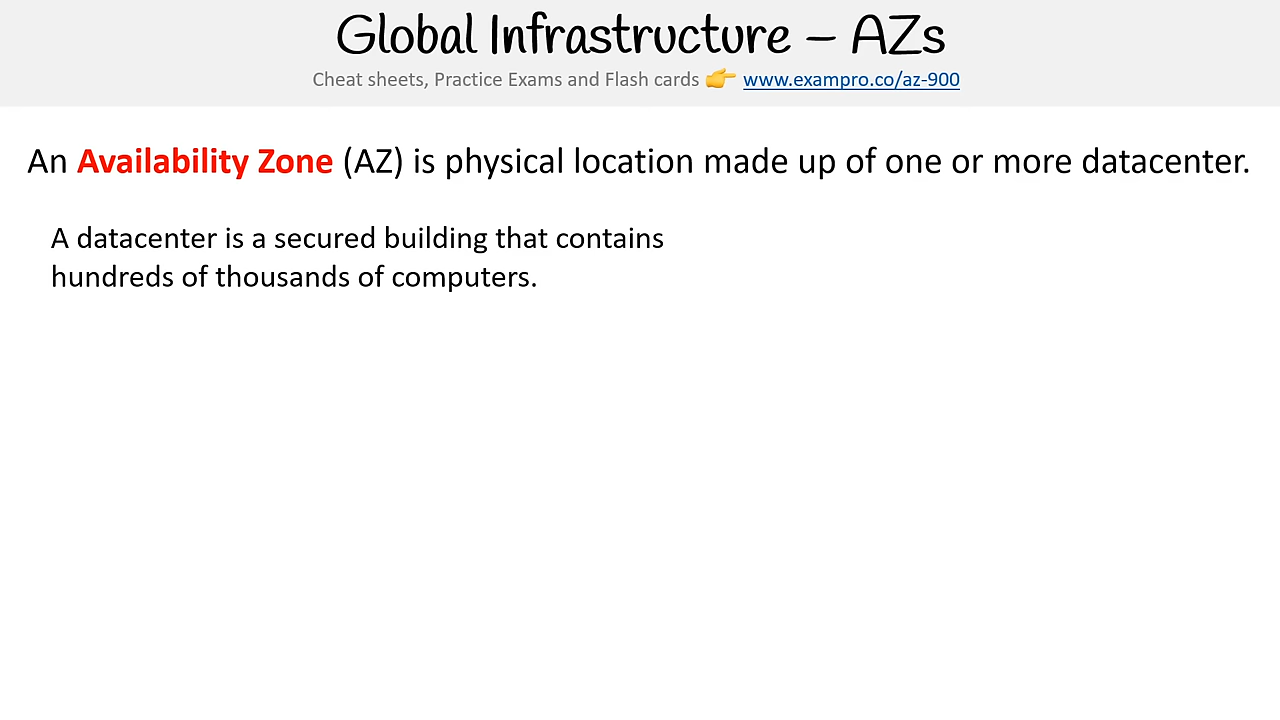 Global Infrastructure – AZs
Cheat sheets, Practice Exams and Flash cards 👉 www.exampro.co/az-900
An Availability Zone (AZ) is physical location made up of one or more datacenter.
A datacenter is a secured building that contains
hundreds of thousands of computers.